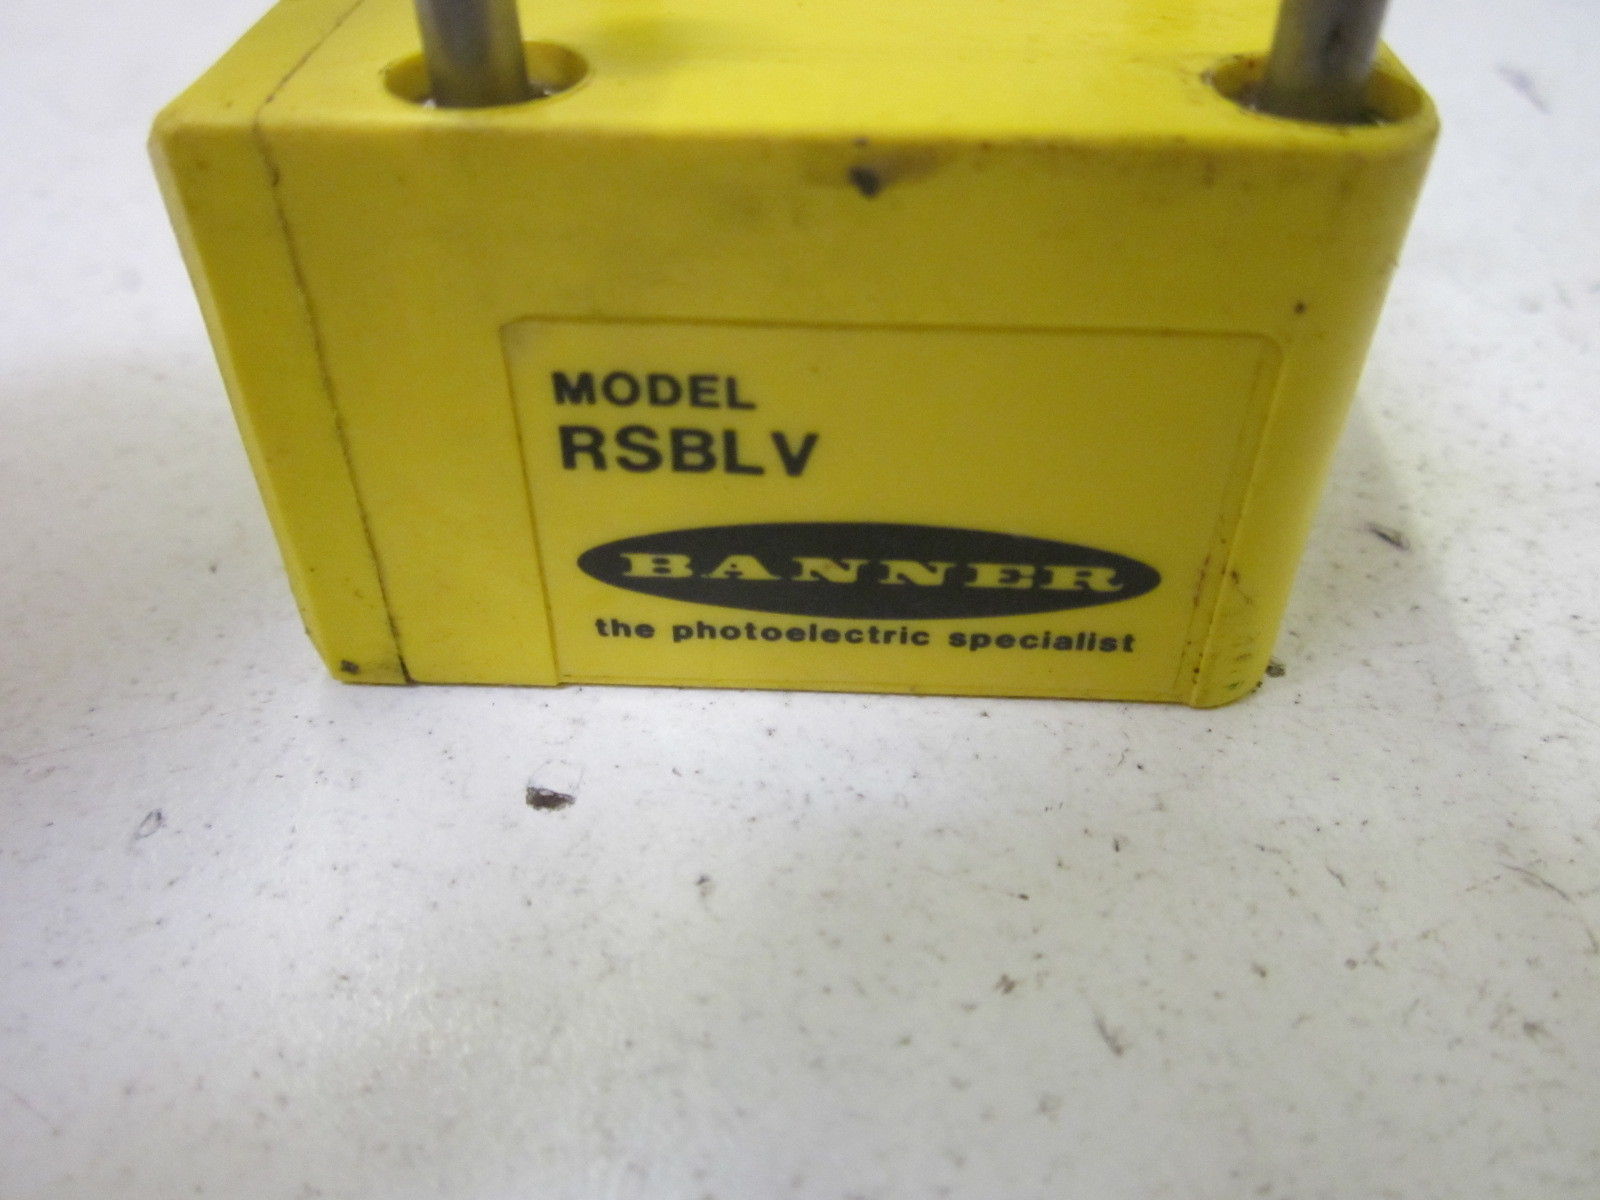 MODEL
RSBLV
BANNER
the photoelectric specialist